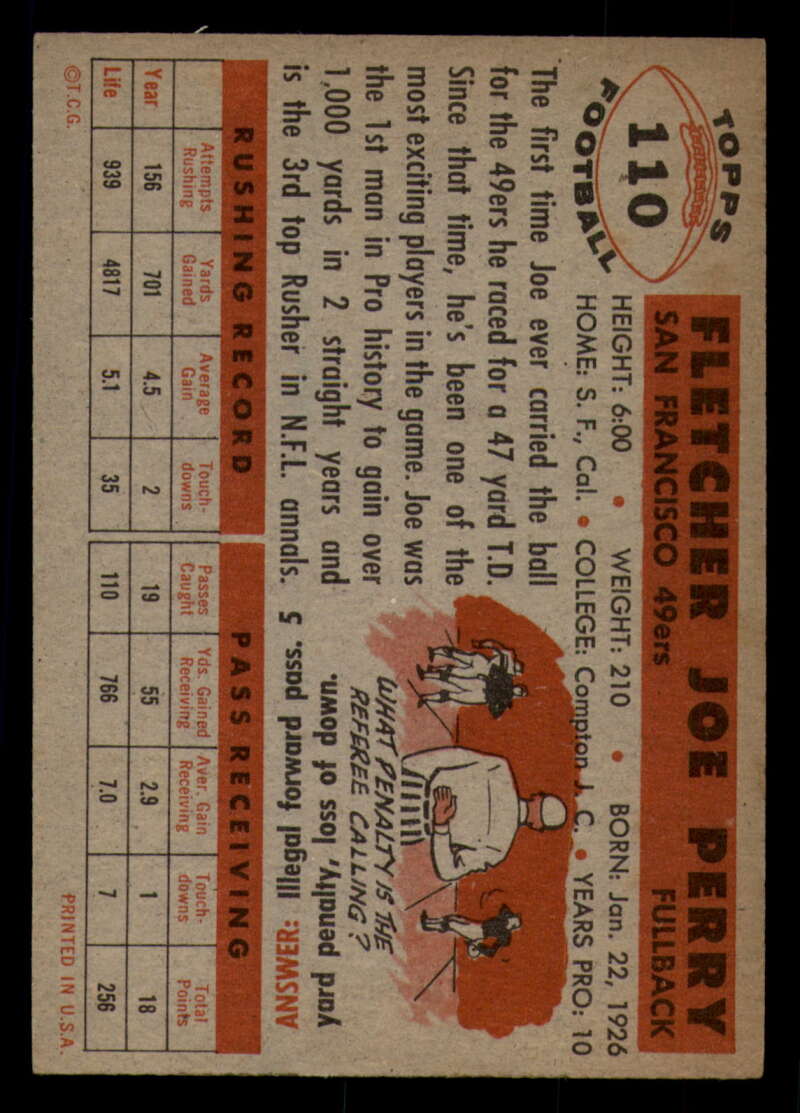 TOPPS
110
FOOTBALL
FLETCHER JOE PERRY
SAN FRANCISCO 49ers FULLBACK
HEIGHT: 6:00 • WEIGHT: 210 • BORN: Jan. 22, 1926
HOME: S. F., Cal. • COLLEGE: Compton J. C. • YEARS PRO: 10
The first time Joe ever carried the ball
for the 49ers he raced for a 47 yard T.D.
Since that time, he's been one of the
most exciting players in the game. Joe was
the 1st man in Pro history to gain over
1,000 yards in 2 straight years and
is the 3rd top Rusher in N.F.L. annals.
WHAT PENALTY IS THE
REFEREE CALLING?
ANSWER: Illegal forward pass. 5
Yard penalty, loss of down.
RUSHING RECORD PASS RECEIVING
Attempts Rushing Yards Gained Average Gain Touch-downs Passes Caught Yds. Gained Receiving Aver. Gain Receiving Touch-downs Total Points
Year 156 701 4.5 2 19 55 2.9 1 18
Life 939 4817 5.1 35 110 766 7.0 7 256
©T.C.G. PRINTED IN U.S.A.